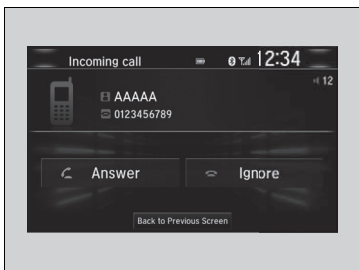 Incoming call
12:34
12
AAAAA
0123456789
Answer
Ignore
Back to Previous Screen